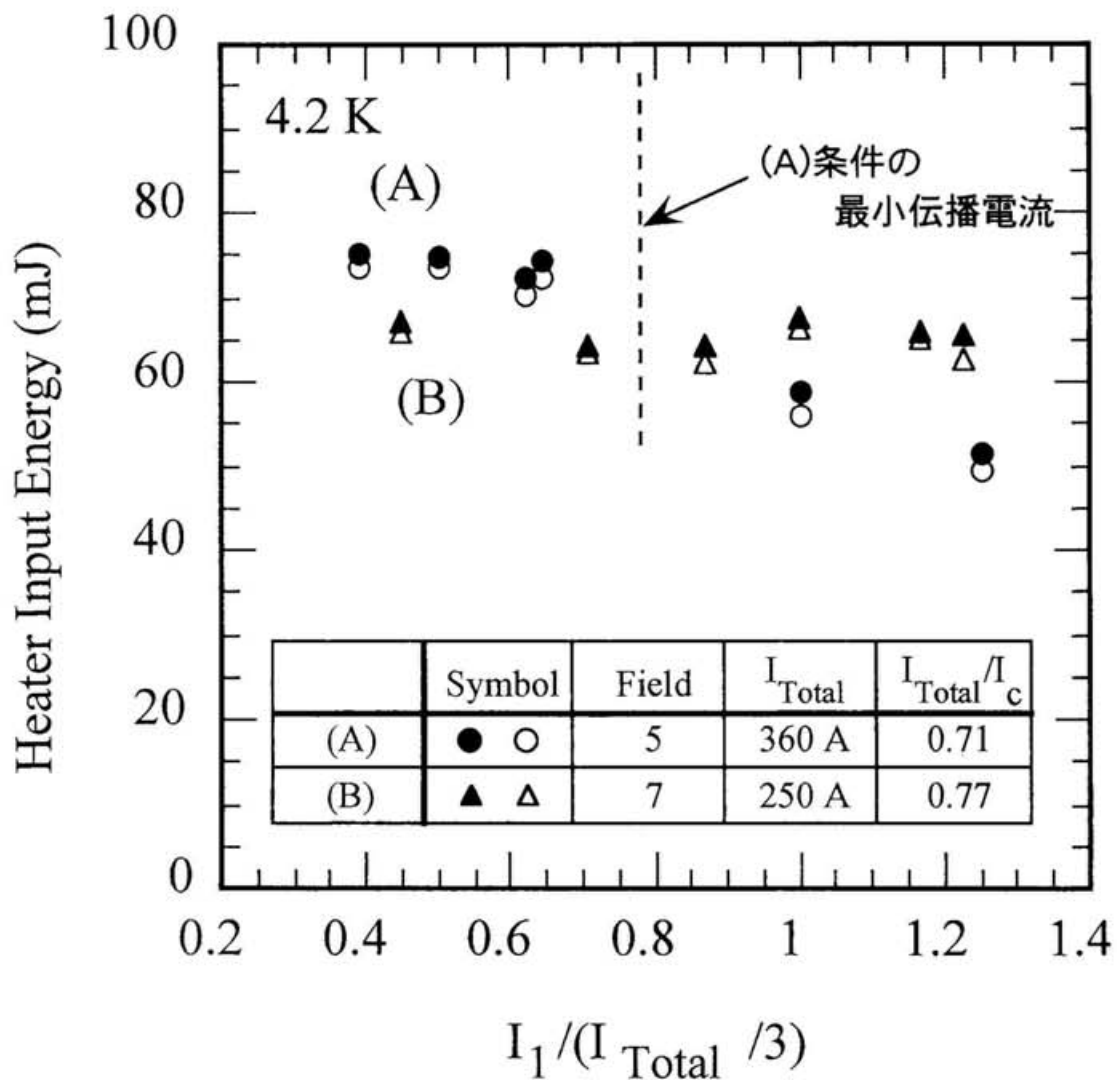 100
80
60
40
20
0
Heater Input Energy (mJ)
4.2 K
(A)
(B)
(A)条件の
最小伝播電流
Symbol Field I_Total I_Total/I_c
(A) ● ○ 5 360 A 0.71
(B) ▲ △ 7 250 A 0.77
0.2 0.4 0.6 0.8 1 1.2 1.4
I_1/(I_Total/3)